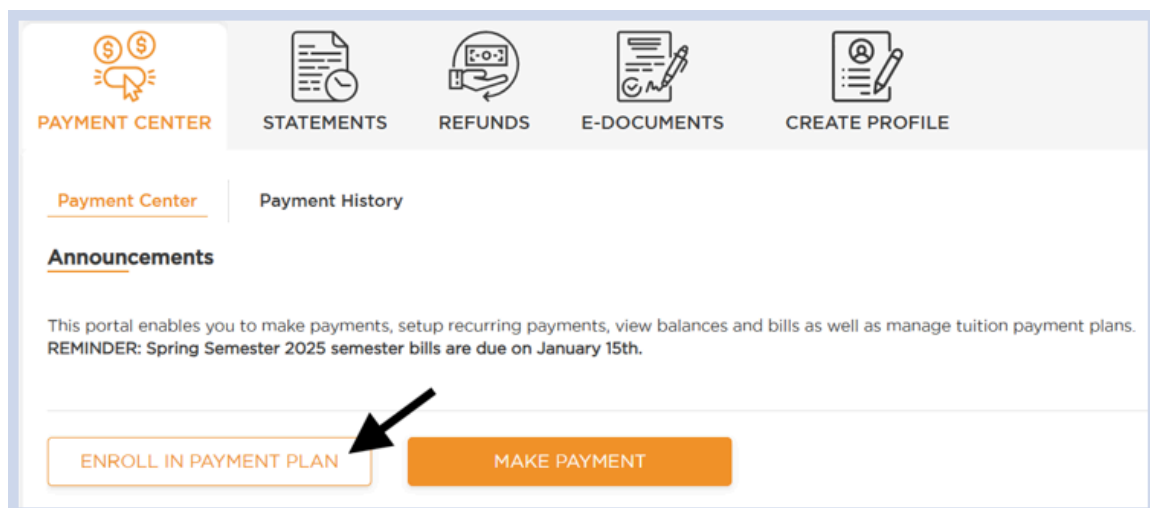 PAYMENT CENTER
STATEMENTS
REFUNDS
E-DOCUMENTS
CREATE PROFILE
Payment Center
Payment History
Announcements
This portal enables you to make payments, setup recurring payments, view balances and bills as well as manage tuition payment plans.
REMINDER: Spring Semester 2025 semester bills are due on January 15th.
ENROLL IN PAYMENT PLAN
MAKE PAYMENT